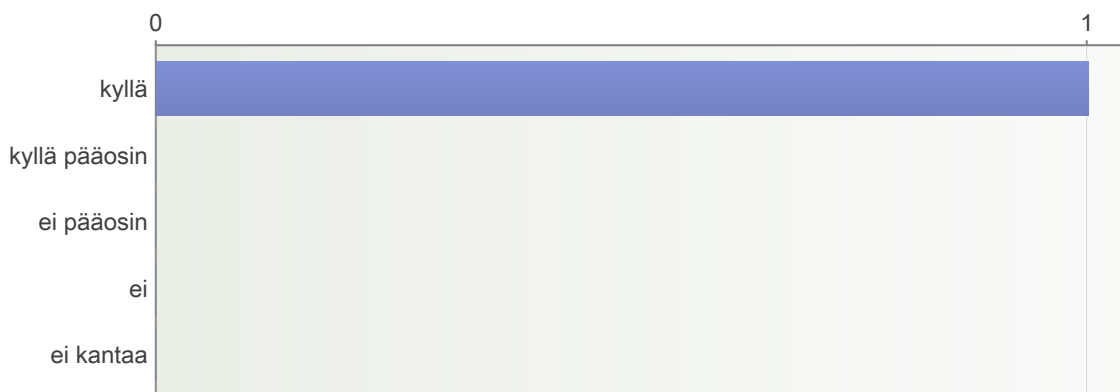 0 1
kyllä
kyllä pääosin
ei pääosin
ei
ei kantaa